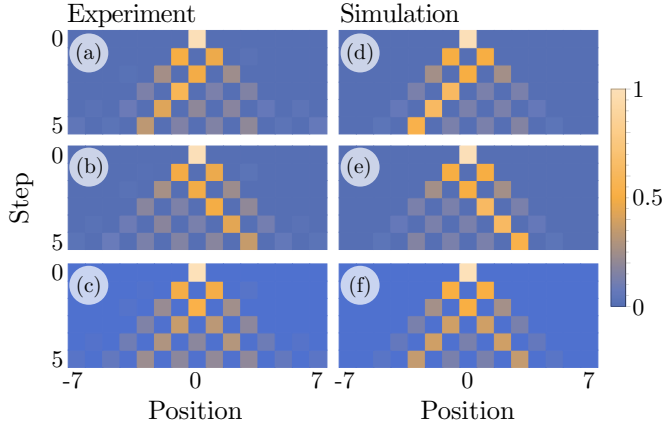 Experiment Simulation
0 (a) (d)
5
1
0 (b) (e)
Step
0.5
5
0 (c) (f)
0
5
-7 0 7 -7 0 7
Position Position